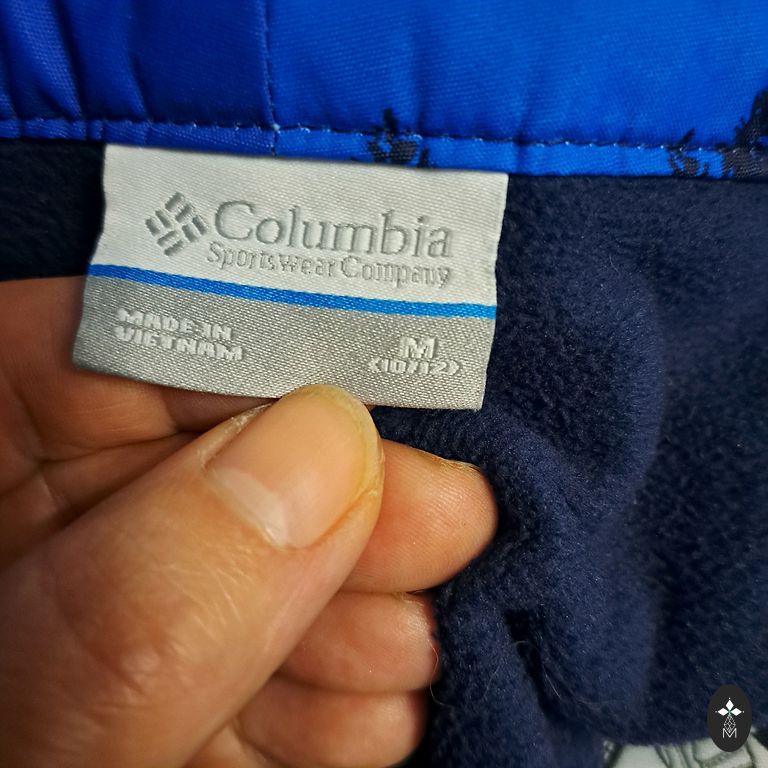 Columbia
Sportswear Company
MADE IN
VIETNAM
M
(10/12)
M